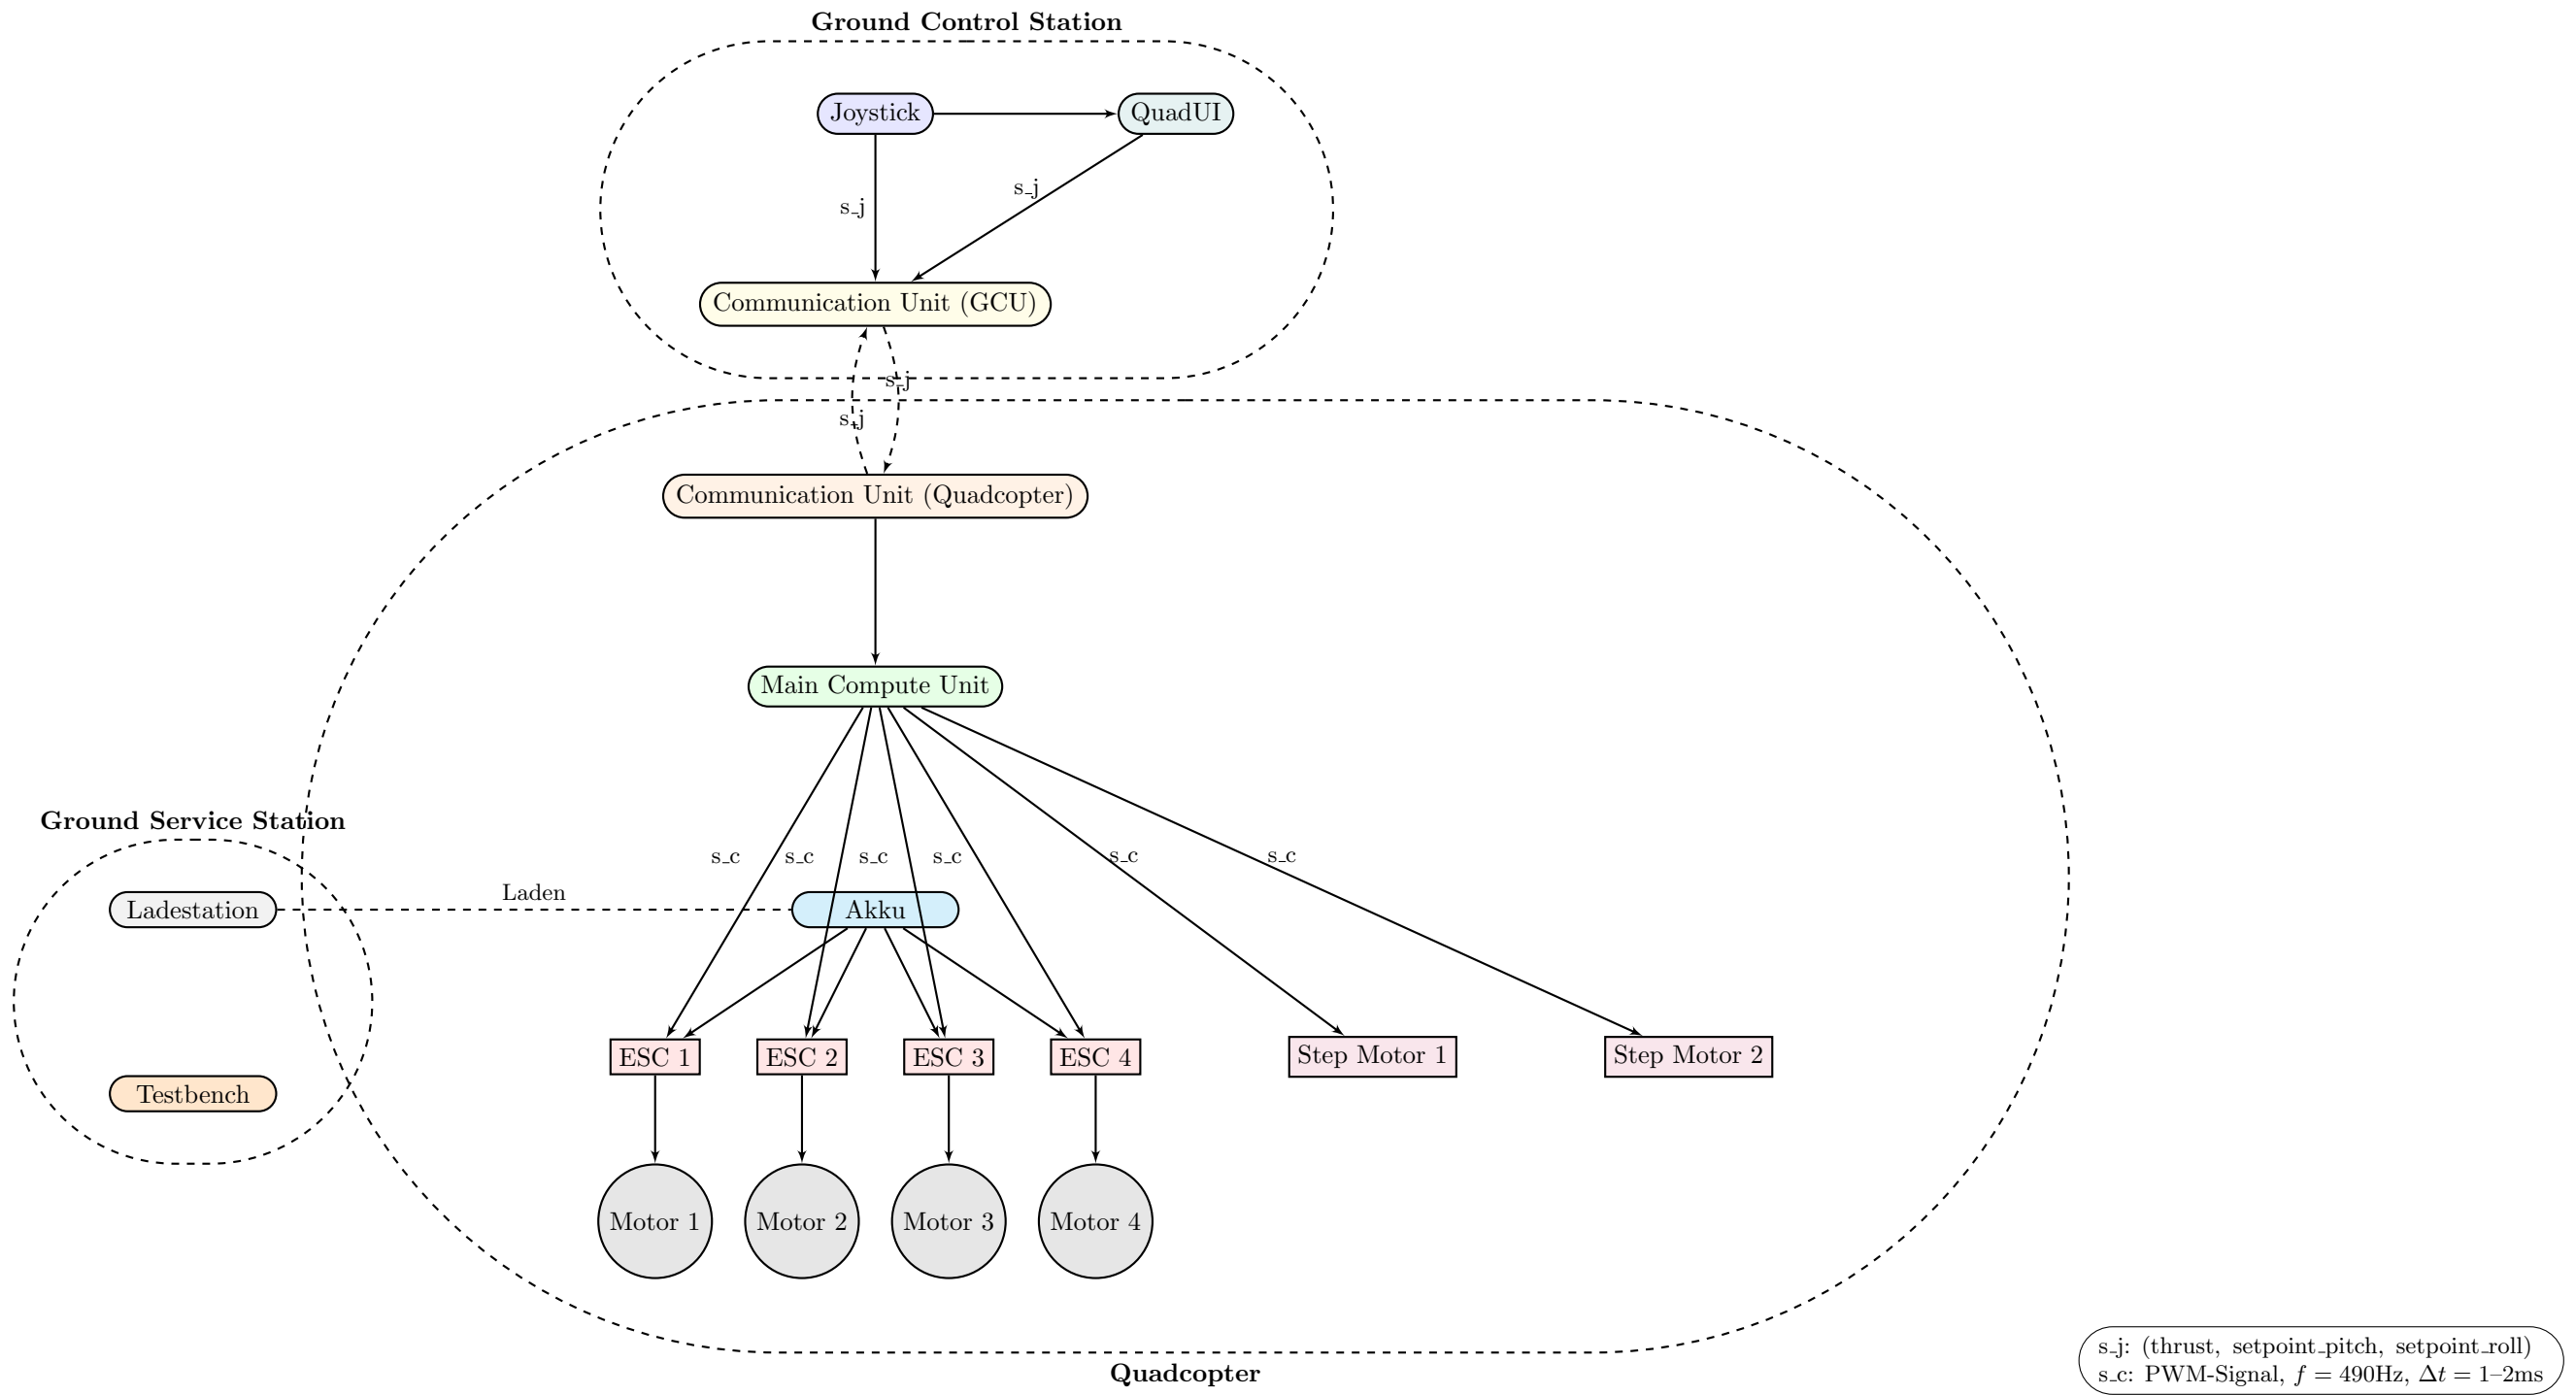 Ground Control Station
Joystick
QuadUI
s_j
s_j
Communication Unit (GCU)
s_j
s_j
Communication Unit (Quadcopter)
Main Compute Unit
Ground Service Station
s_c
s_c
s_c
s_c
s_c
s_c
Ladestation
Laden
Akku
ESC 1
ESC 2
ESC 3
ESC 4
Step Motor 1
Step Motor 2
Testbench
Motor 1
Motor 2
Motor 3
Motor 4
Quadcopter
s_j: (thrust, setpoint_pitch, setpoint_roll)
s_c: PWM-Signal, f = 490Hz, Δt = 1–2ms